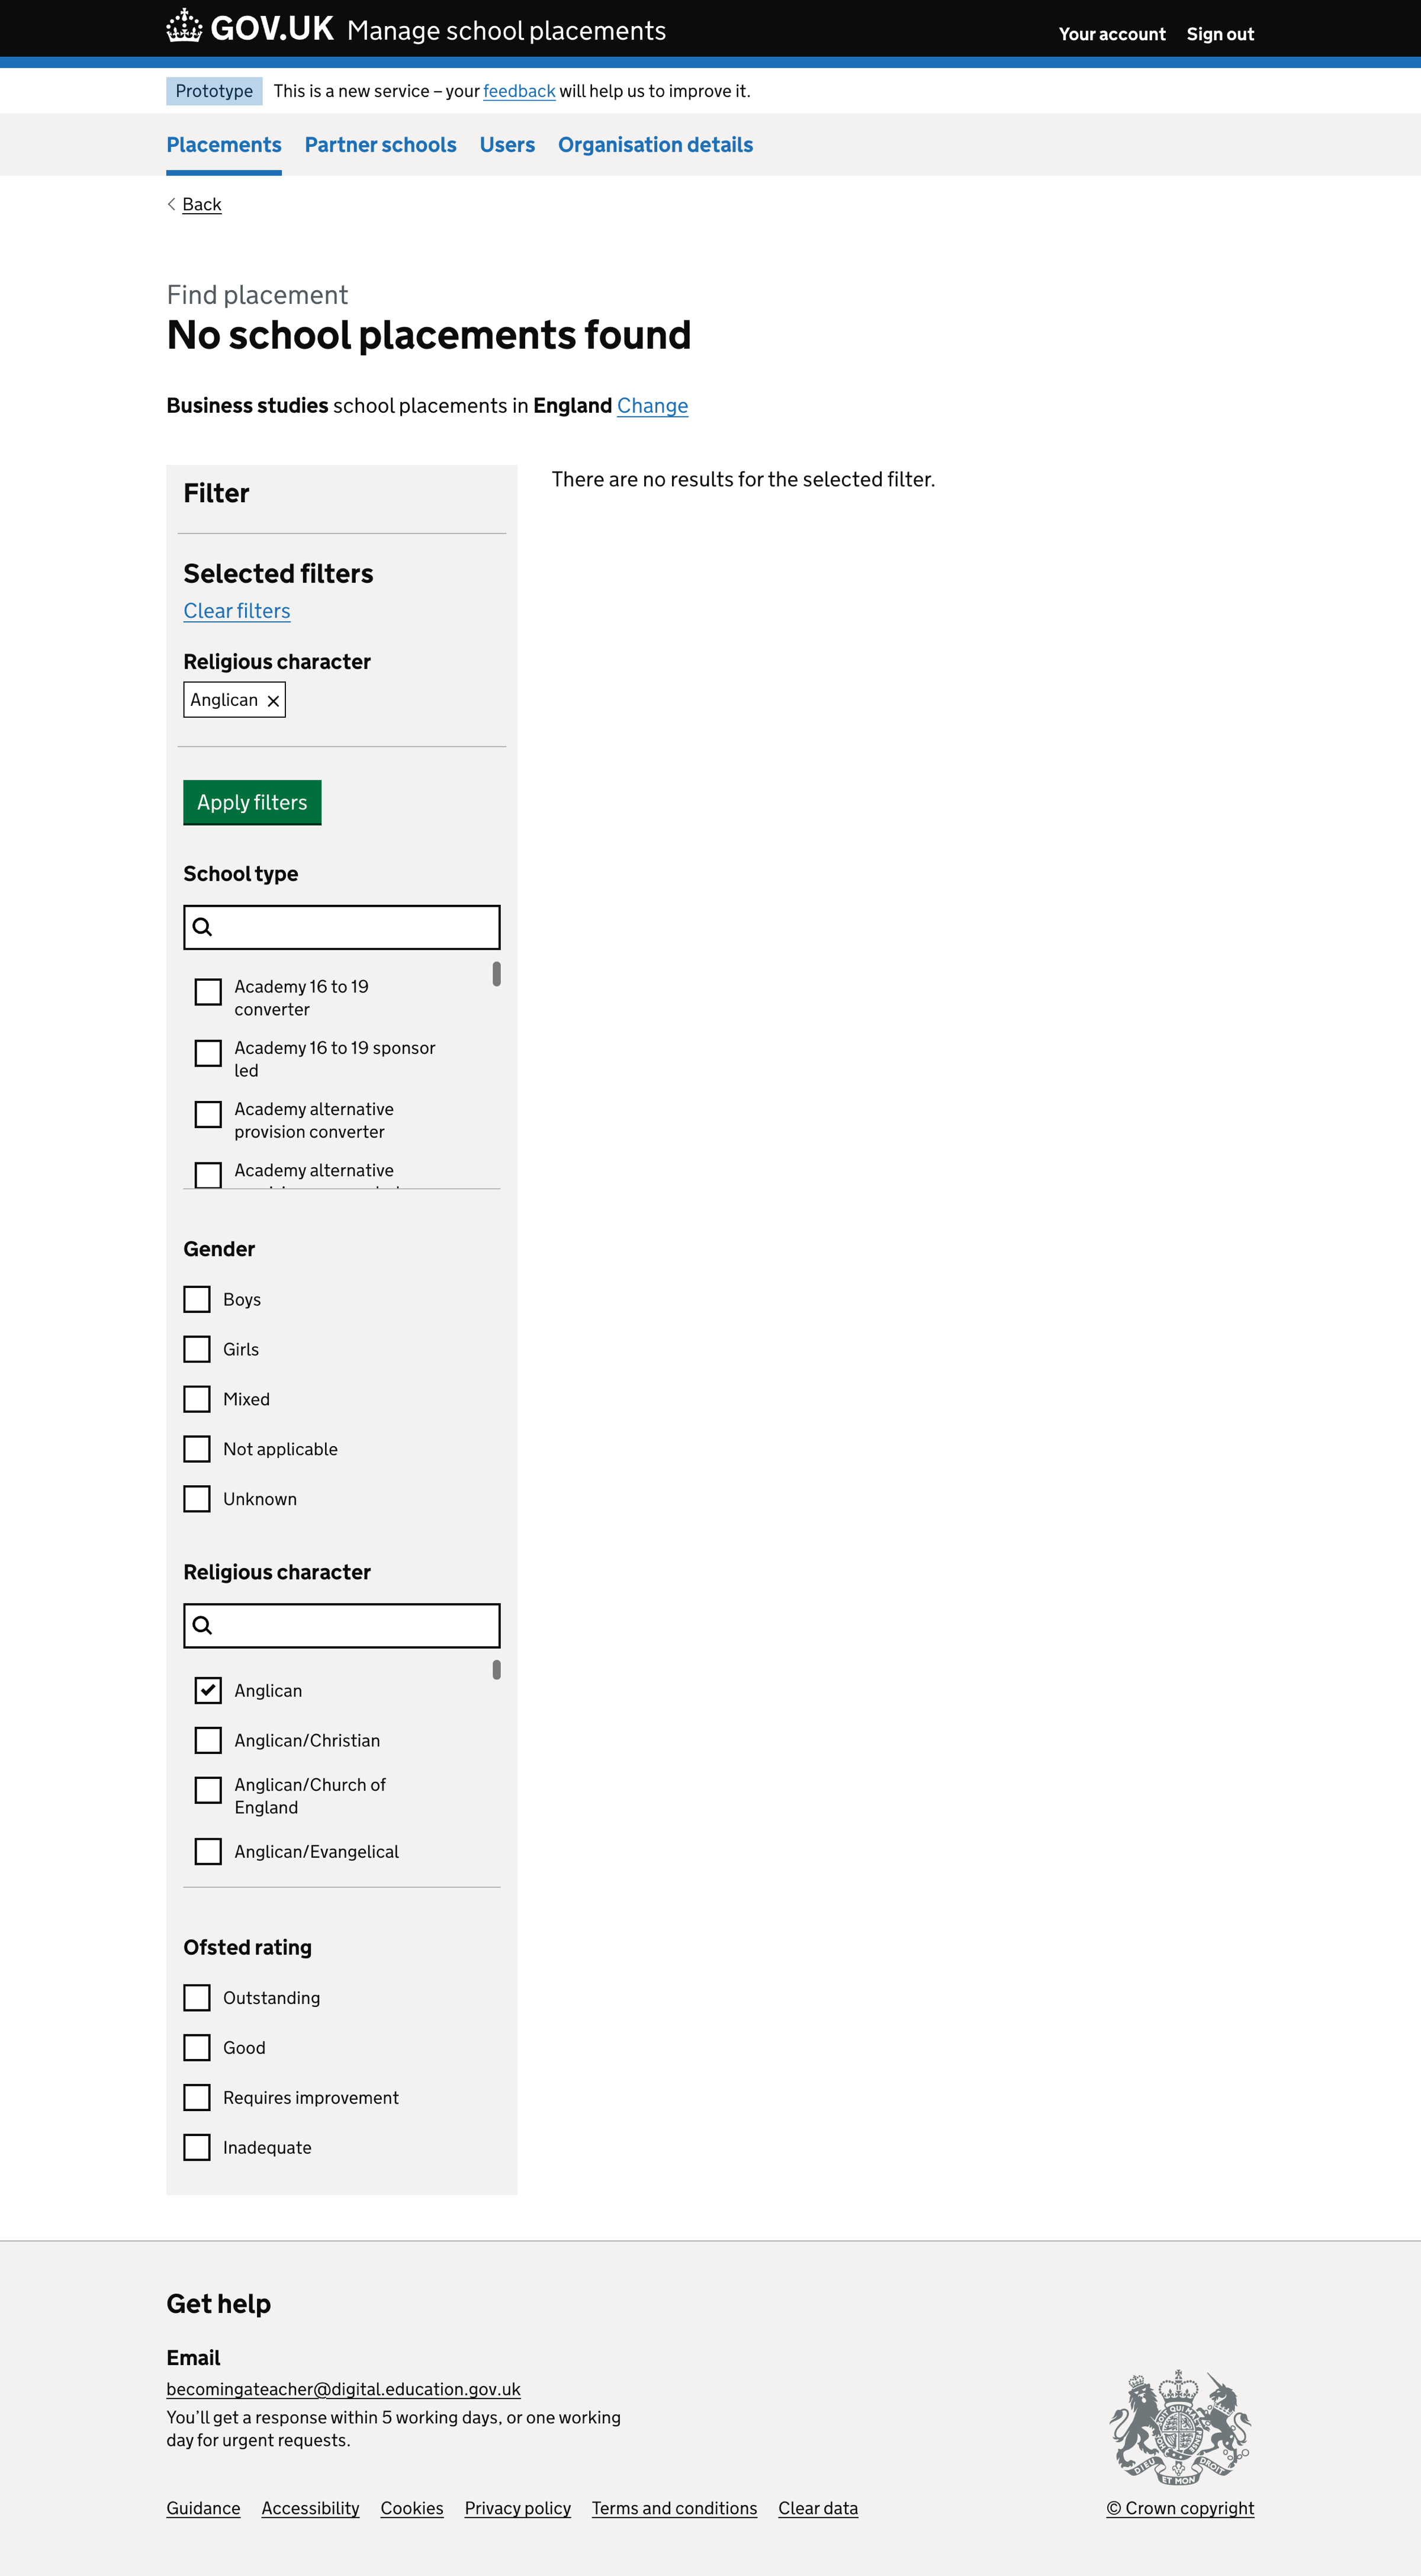 GOV.UK Manage school placements
Your account Sign out
Prototype This is a new service – your feedback will help us to improve it.
Placements Partner schools Users Organisation details
Back
Find placement
No school placements found
Business studies school placements in England Change
Filter
Selected filters
Clear filters
Religious character
Anglican
Apply filters
School type
Academy 16 to 19
converter
Academy 16 to 19 sponsor
led
Academy alternative
provision converter
Academy alternative
Gender
Boys
Girls
Mixed
Not applicable
Unknown
Religious character
Anglican
Anglican/Christian
Anglican/Church of
England
Anglican/Evangelical
Ofsted rating
Outstanding
Good
Requires improvement
Inadequate
There are no results for the selected filter.
Get help
Email
becomingateacher@digital.education.gov.uk
You’ll get a response within 5 working days, or one working
day for urgent requests.
DIEU ET MON DROIT
Guidance Accessibility Cookies Privacy policy Terms and conditions Clear data
© Crown copyright